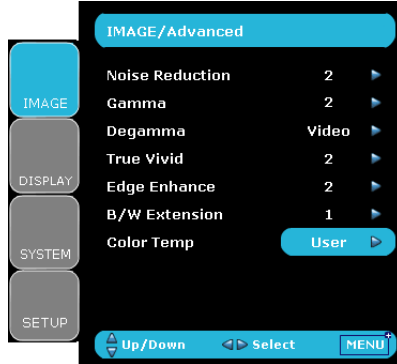 IMAGE/Advanced
IMAGE
DISPLAY
SYSTEM
SETUP
Noise Reduction 2
Gamma 2
Degamma Video
True Vivid 2
Edge Enhance 2
B/W Extension 1
Color Temp User
Up/Down Select MENU+